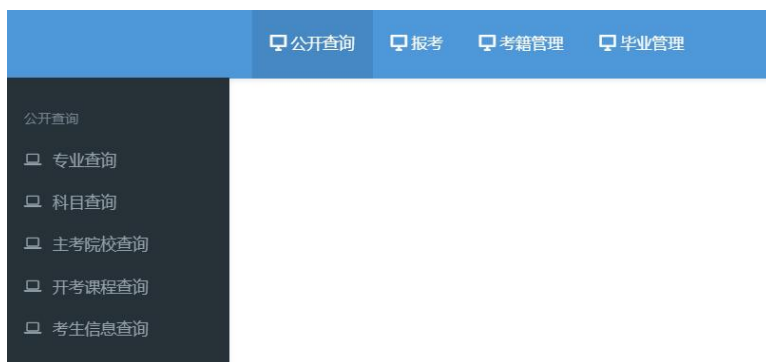 公开查询 报考 考籍管理 毕业管理
公开查询
专业查询
科目查询
主考院校查询
开考课程查询
考生信息查询